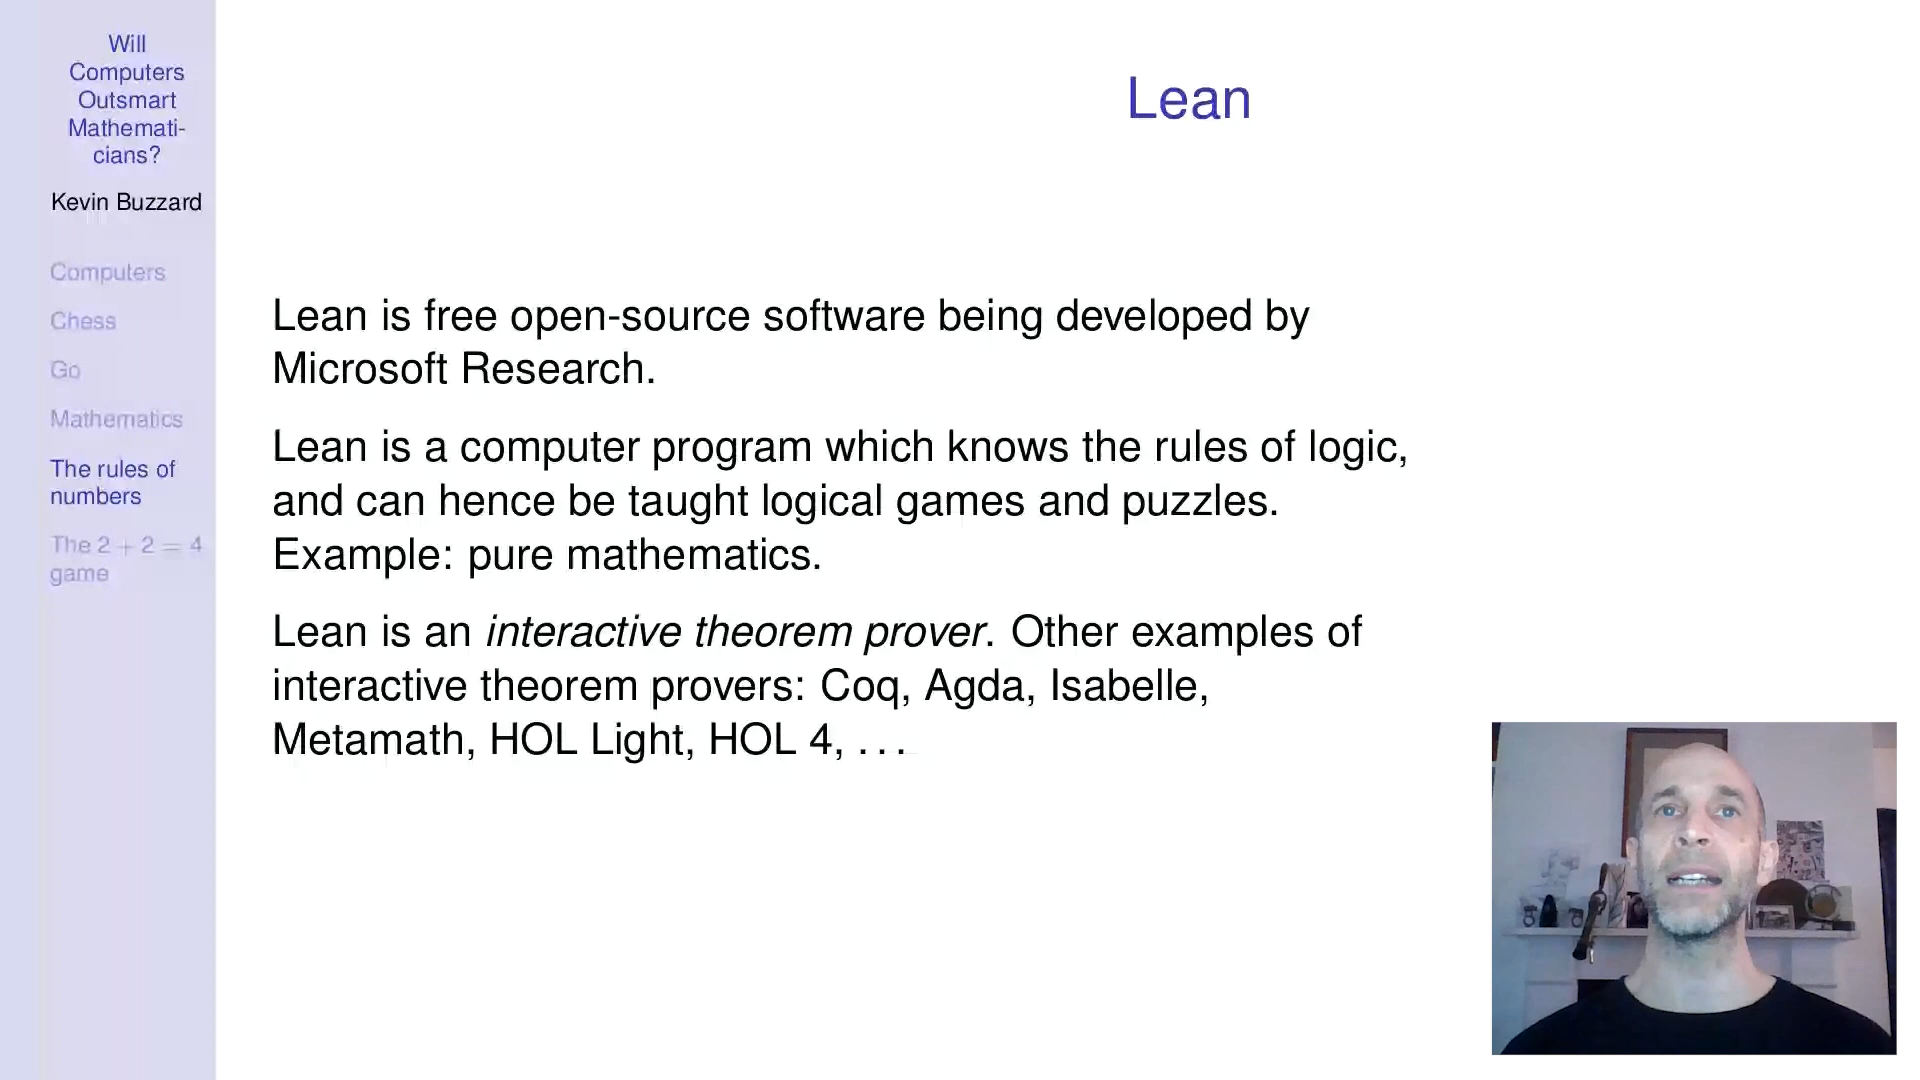 Will
Computers
Outsmart
Mathemati-
cians?
Kevin Buzzard
Computers
Chess
Go
Mathematics
The rules of
numbers
The 2 + 2 = 4
game
Lean
Lean is free open-source software being developed by
Microsoft Research.
Lean is a computer program which knows the rules of logic,
and can hence be taught logical games and puzzles.
Example: pure mathematics.
Lean is an interactive theorem prover. Other examples of
interactive theorem provers: Coq, Agda, Isabelle,
Metamath, HOL Light, HOL 4, . . .